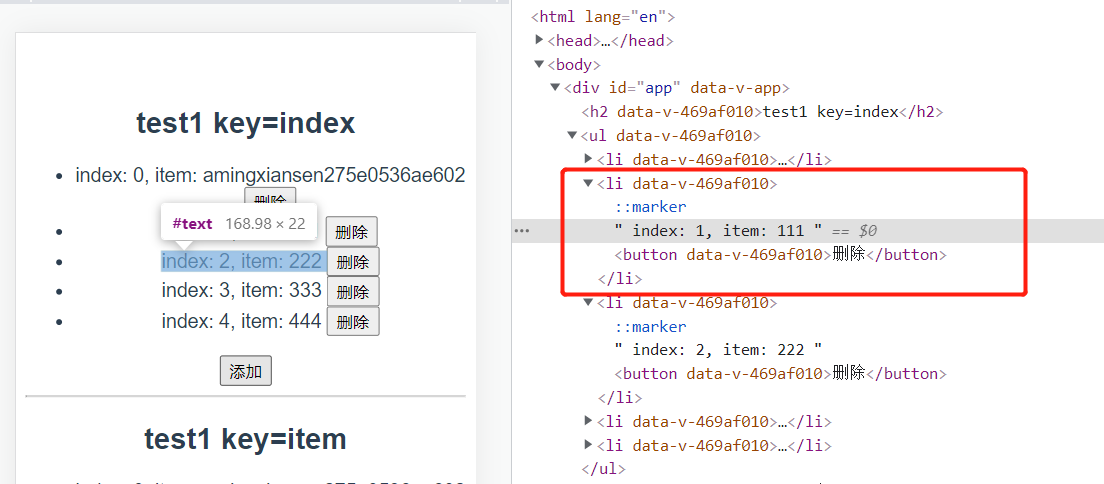 test1 key=index
index: 0, item: amingxiansen275e0536ae602
删除
#text 168.98 × 22
删除
index: 2, item: 222 删除
index: 3, item: 333 删除
index: 4, item: 444 删除
添加
test1 key=item
<html lang="en">
▶<head>…</head>
▼<body>
▼<div id="app" data-v-app>
<h2 data-v-469af010>test1 key=index</h2>
▼<ul data-v-469af010>
▶<li data-v-469af010>…</li>
▼<li data-v-469af010>
::marker
… " index: 1, item: 111 " == $0
<button data-v-469af010>删除</button>
</li>
▼<li data-v-469af010>
::marker
" index: 2, item: 222 "
<button data-v-469af010>删除</button>
</li>
▶<li data-v-469af010>…</li>
▶<li data-v-469af010>…</li>
</ul>